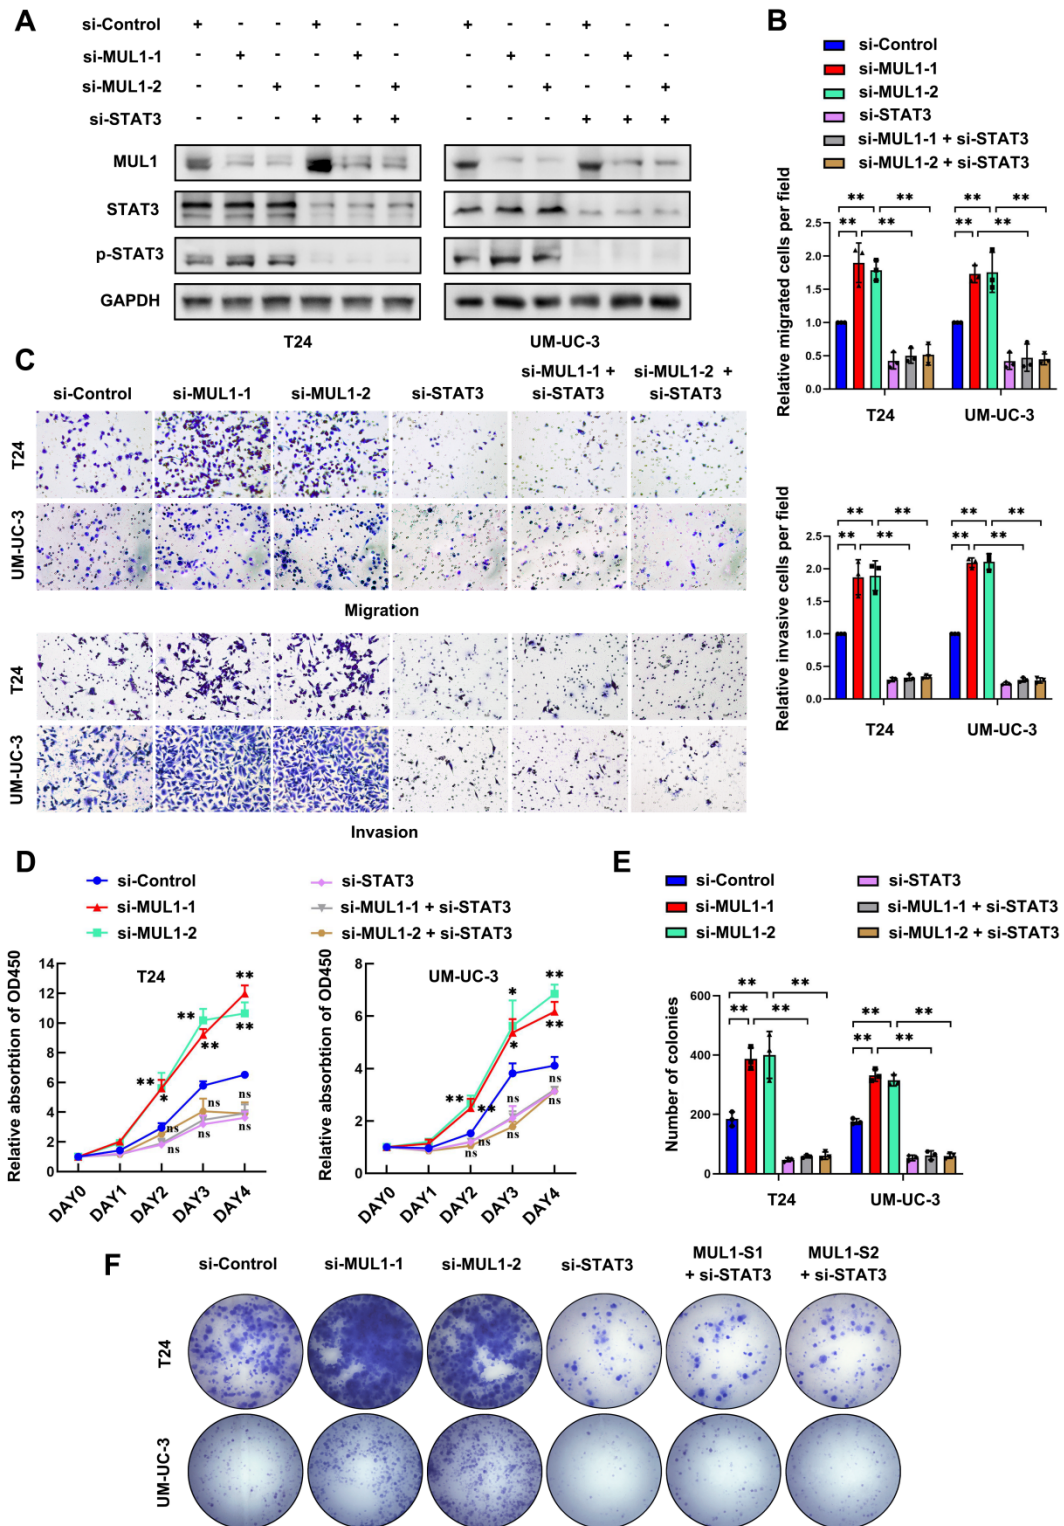 A
si-Control + - - + - - + - - + - -
si-MUL1-1 - + - - + - - + - - + -
si-MUL1-2 - - + - - + - - + - - +
si-STAT3 - - - + + + - - - + + +
MUL1
STAT3
p-STAT3
GAPDH
T24 UM-UC-3
B
si-Control
si-MUL1-1
si-MUL1-2
si-STAT3
si-MUL1-1 + si-STAT3
si-MUL1-2 + si-STAT3
Relative migrated cells per field
2.5
2.0
1.5
1.0
0.5
0.0
** ** ** **
** ** ** **
T24 UM-UC-3
Relative invasive cells per field
2.5
2.0
1.5
1.0
0.5
0.0
** ** ** **
** ** ** **
T24 UM-UC-3
C
si-Control si-MUL1-1 si-MUL1-2 si-STAT3 si-MUL1-1 + si-STAT3 si-MUL1-2 + si-STAT3
T24
UM-UC-3
Migration
T24
UM-UC-3
Invasion
D
si-Control
si-MUL1-1
si-MUL1-2
si-STAT3
si-MUL1-1 + si-STAT3
si-MUL1-2 + si-STAT3
T24
Relative absorbtion of OD450
14
12
10
8
6
4
2
0
** * ns ns
** ** ns ns
** ** ns ns
DAY0 DAY1 DAY2 DAY3 DAY4
UM-UC-3
Relative absorbtion of OD450
8
6
4
2
0
** ** ns ns
* * ns ns
** ** ns
DAY0 DAY1 DAY2 DAY3 DAY4
E
si-Control
si-MUL1-1
si-MUL1-2
si-STAT3
si-MUL1-1 + si-STAT3
si-MUL1-2 + si-STAT3
Number of colonies
600
400
200
0
** ** ** **
** ** ** **
T24 UM-UC-3
F
si-Control si-MUL1-1 si-MUL1-2 si-STAT3 MUL1-S1 + si-STAT3 MUL1-S2 + si-STAT3
T24
UM-UC-3